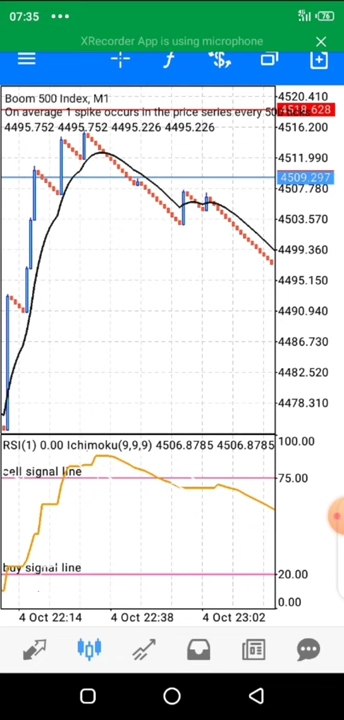 07:35
76
XRecorder App is using microphone
Boom 500 Index, M1
On average 1 spike occurs in the price series every
4495.752 4495.752 4495.226 4495.226
4520.410
4518.628
4516.200
4511.990
4509.297
4507.780
4503.570
4499.360
4495.150
4490.940
4486.730
4482.520
4478.310
RSI(1) 0.00 Ichimoku(9,9,9) 4506.8785 4506.8785
100.00
cell signal line
75.00
buy signal line
20.00
0.00
4 Oct 22:14
4 Oct 22:38
4 Oct 23:02